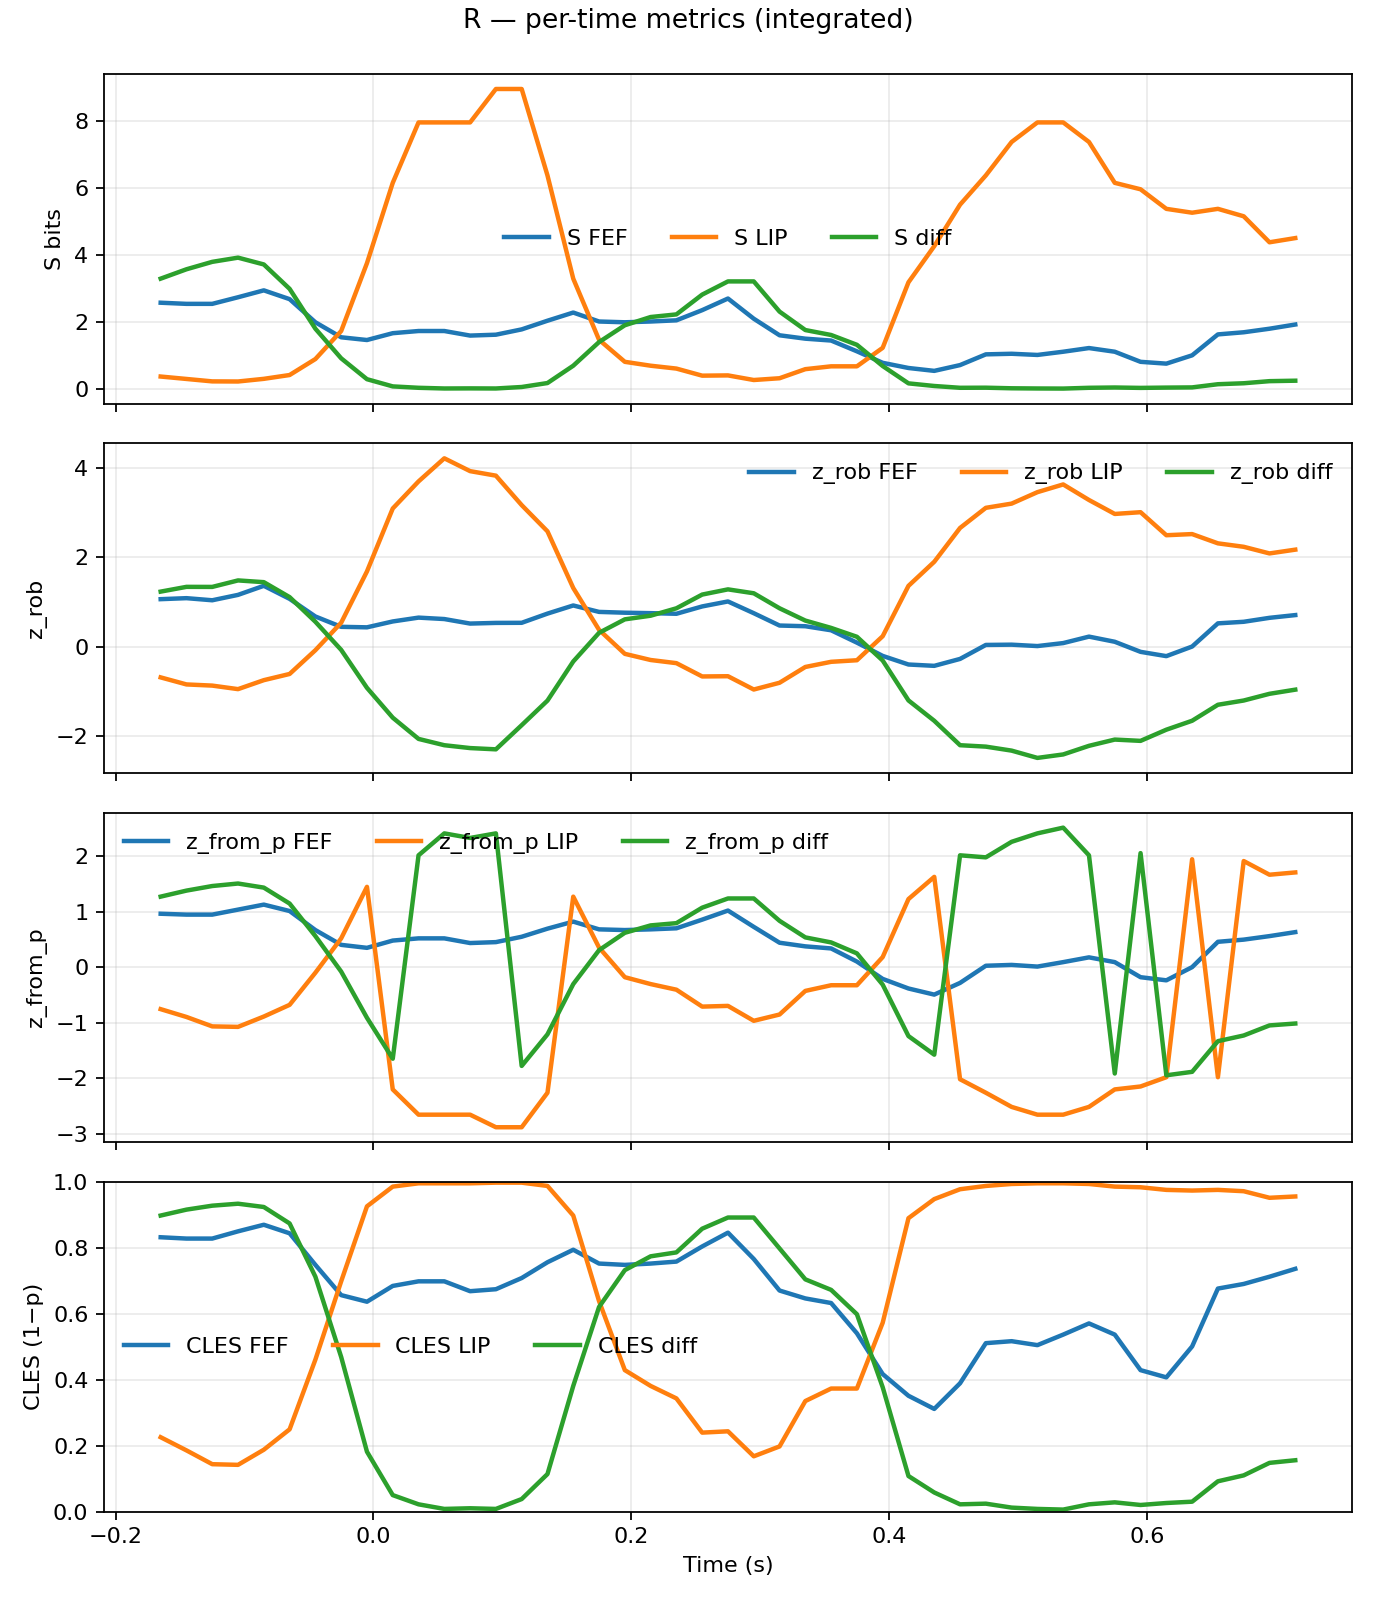 R — per-time metrics (integrated)
8
6
4
2
0
S bits
S FEF
S LIP
S diff
4
2
0
−2
z_rob
z_rob FEF
z_rob LIP
z_rob diff
2
1
0
−1
−2
−3
z_from_p
z_from_p FEF
z_from_p LIP
z_from_p diff
1.0
0.8
0.6
0.4
0.2
0.0
CLES (1−p)
CLES FEF
CLES LIP
CLES diff
−0.2
0.0
0.2
0.4
0.6
Time (s)